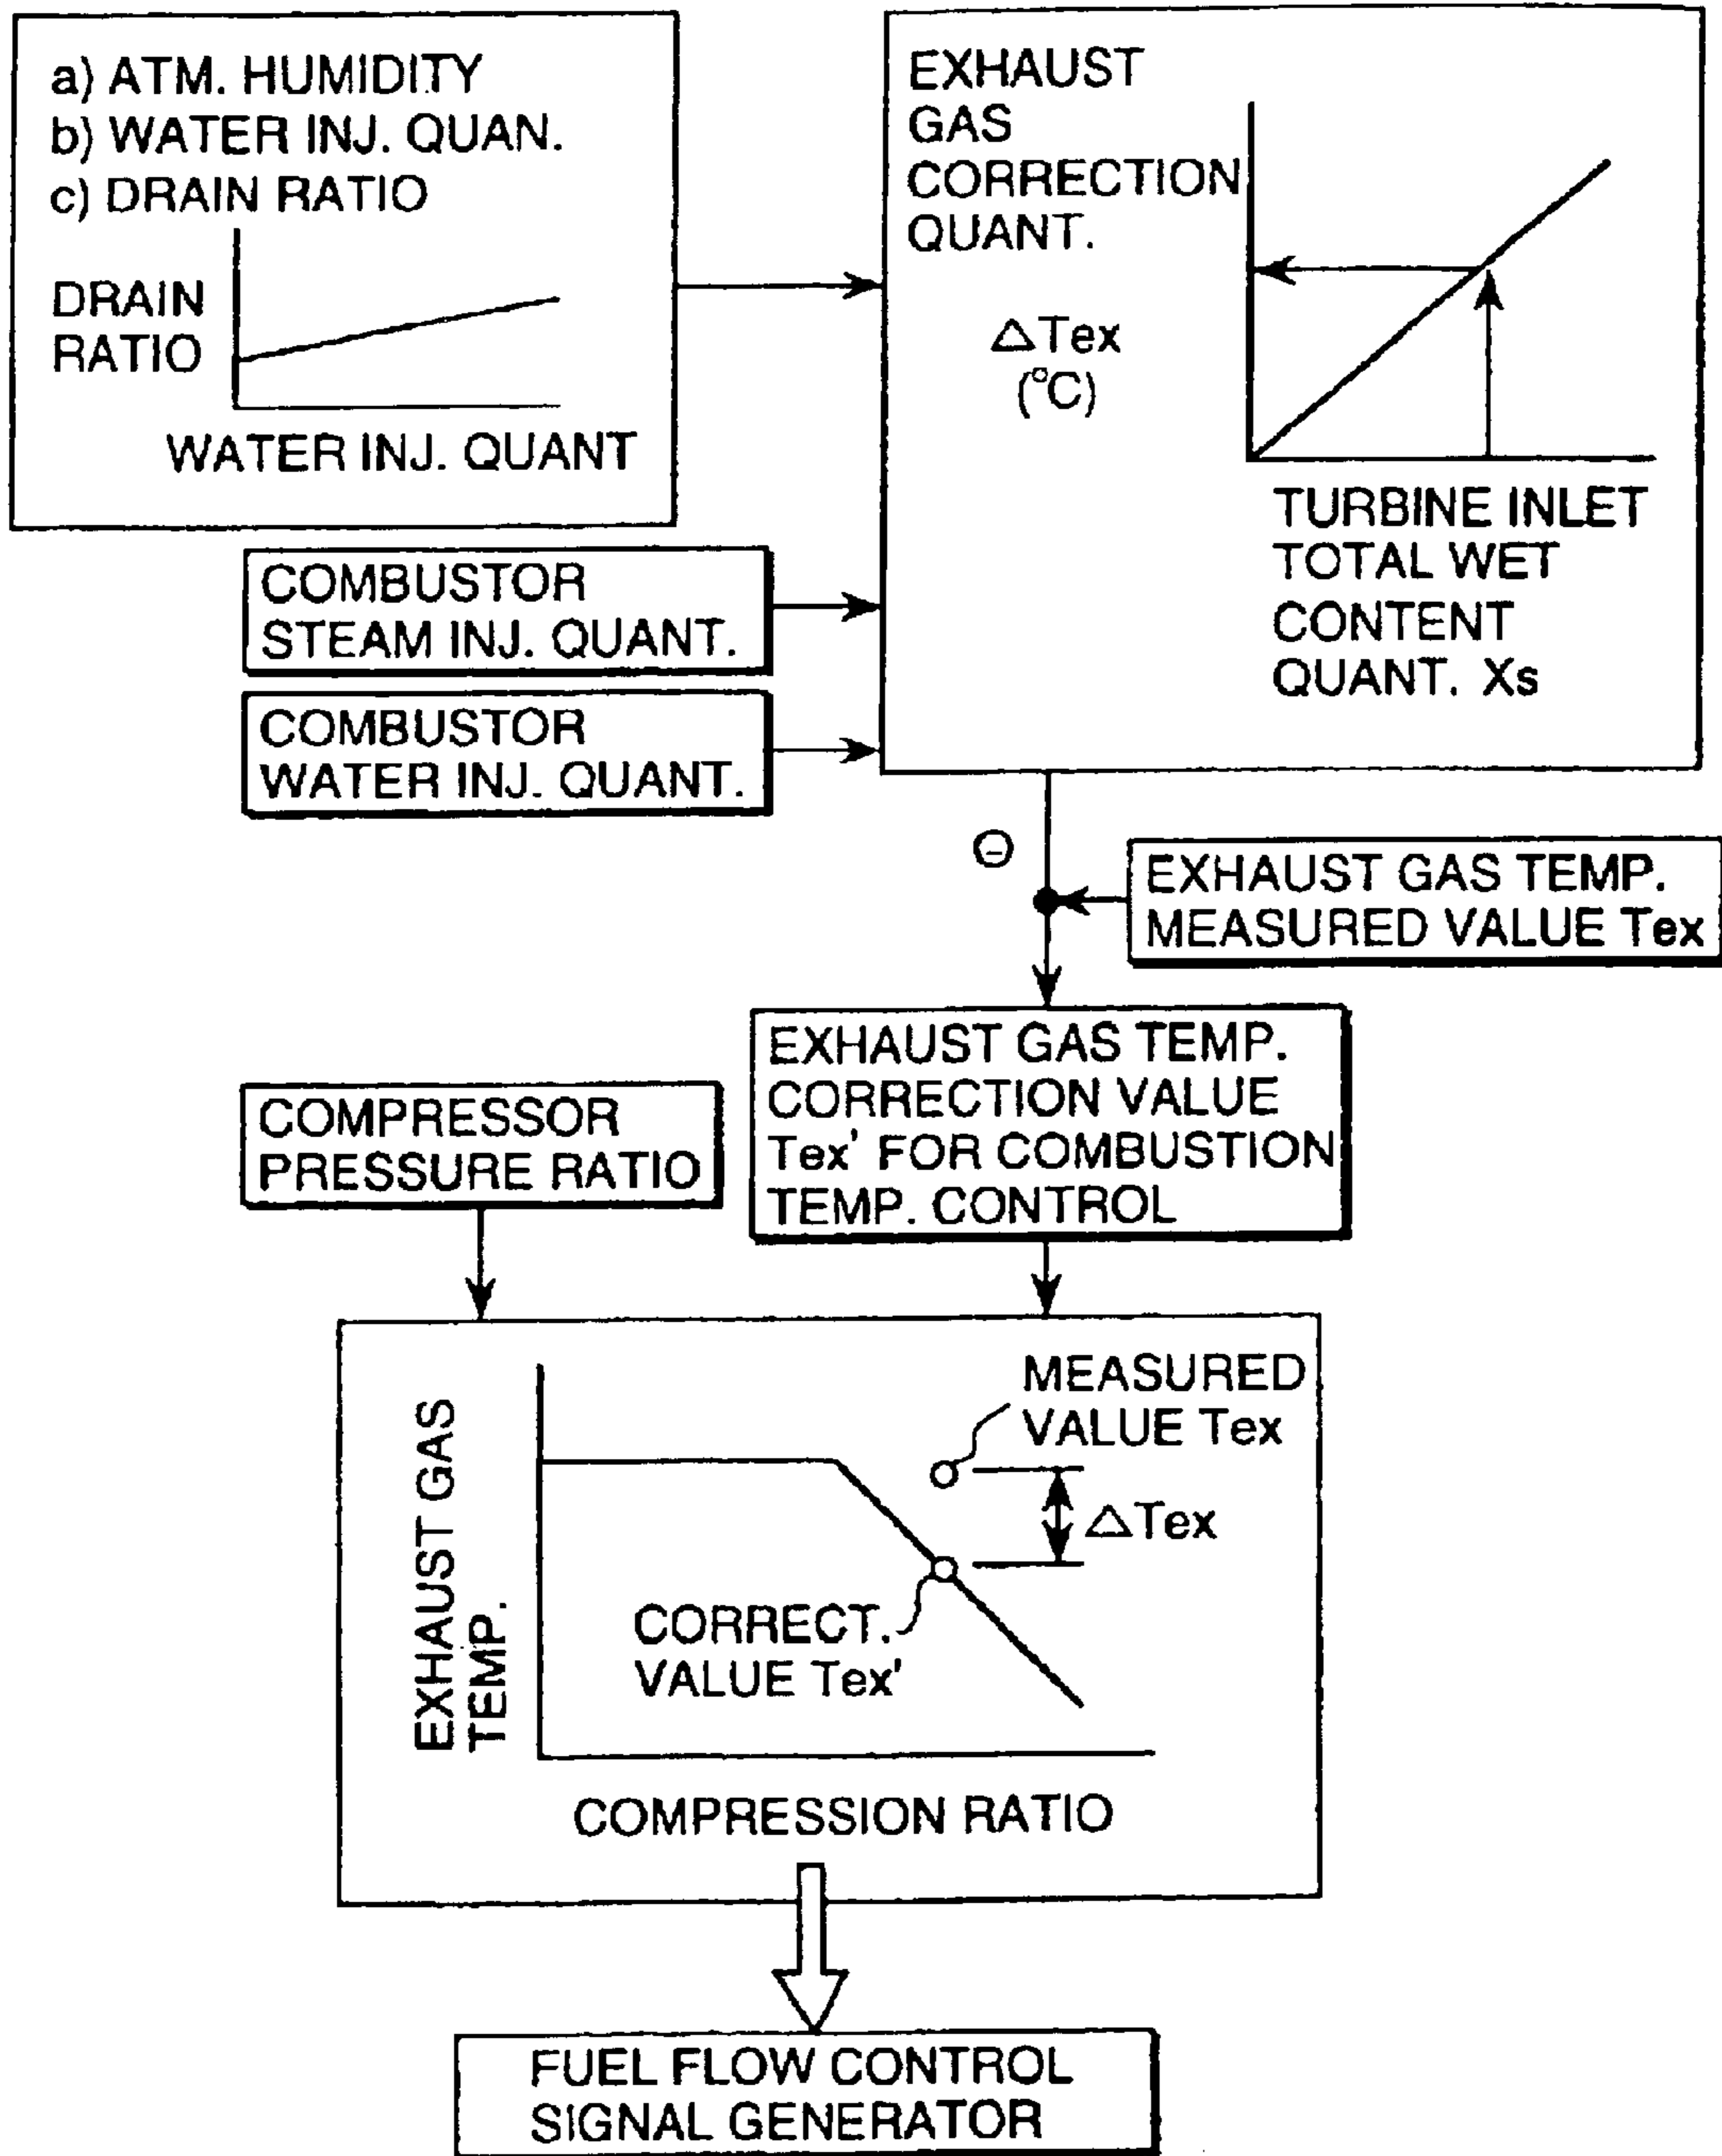 a) ATM. HUMIDITY
b) WATER INJ. QUAN.
c) DRAIN RATIO
DRAIN
RATIO
WATER INJ. QUANT
EXHAUST
GAS
CORRECTION
QUANT.
△Tex
(°C)
TURBINE INLET
TOTAL WET
CONTENT
QUANT. Xs
COMBUSTOR
STEAM INJ. QUANT.
COMBUSTOR
WATER INJ. QUANT.
⊖
EXHAUST GAS TEMP.
MEASURED VALUE Tex
EXHAUST GAS TEMP.
CORRECTION VALUE
Tex' FOR COMBUSTION
TEMP. CONTROL
COMPRESSOR
PRESSURE RATIO
EXHAUST GAS
TEMP.
MEASURED
VALUE Tex
△Tex
CORRECT.
VALUE Tex'
COMPRESSION RATIO
FUEL FLOW CONTROL
SIGNAL GENERATOR